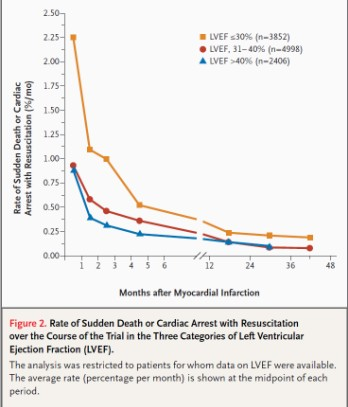 2.50
2.25
2.00
1.75
1.50
1.25
1.00
0.75
0.50
0.25
0.00
Rate of Sudden Death or Cardiac
Arrest with Resuscitation (%/mo)
LVEF ≤30% (n=3852)
LVEF, 31–40% (n=4998)
LVEF >40% (n=2406)
1 2 3 4 5 6 12 24 36 48
Months after Myocardial Infarction
Figure 2. Rate of Sudden Death or Cardiac Arrest with Resuscitation
over the Course of the Trial in the Three Categories of Left Ventricular
Ejection Fraction (LVEF).
The analysis was restricted to patients for whom data on LVEF were available.
The average rate (percentage per month) is shown at the midpoint of each
period.